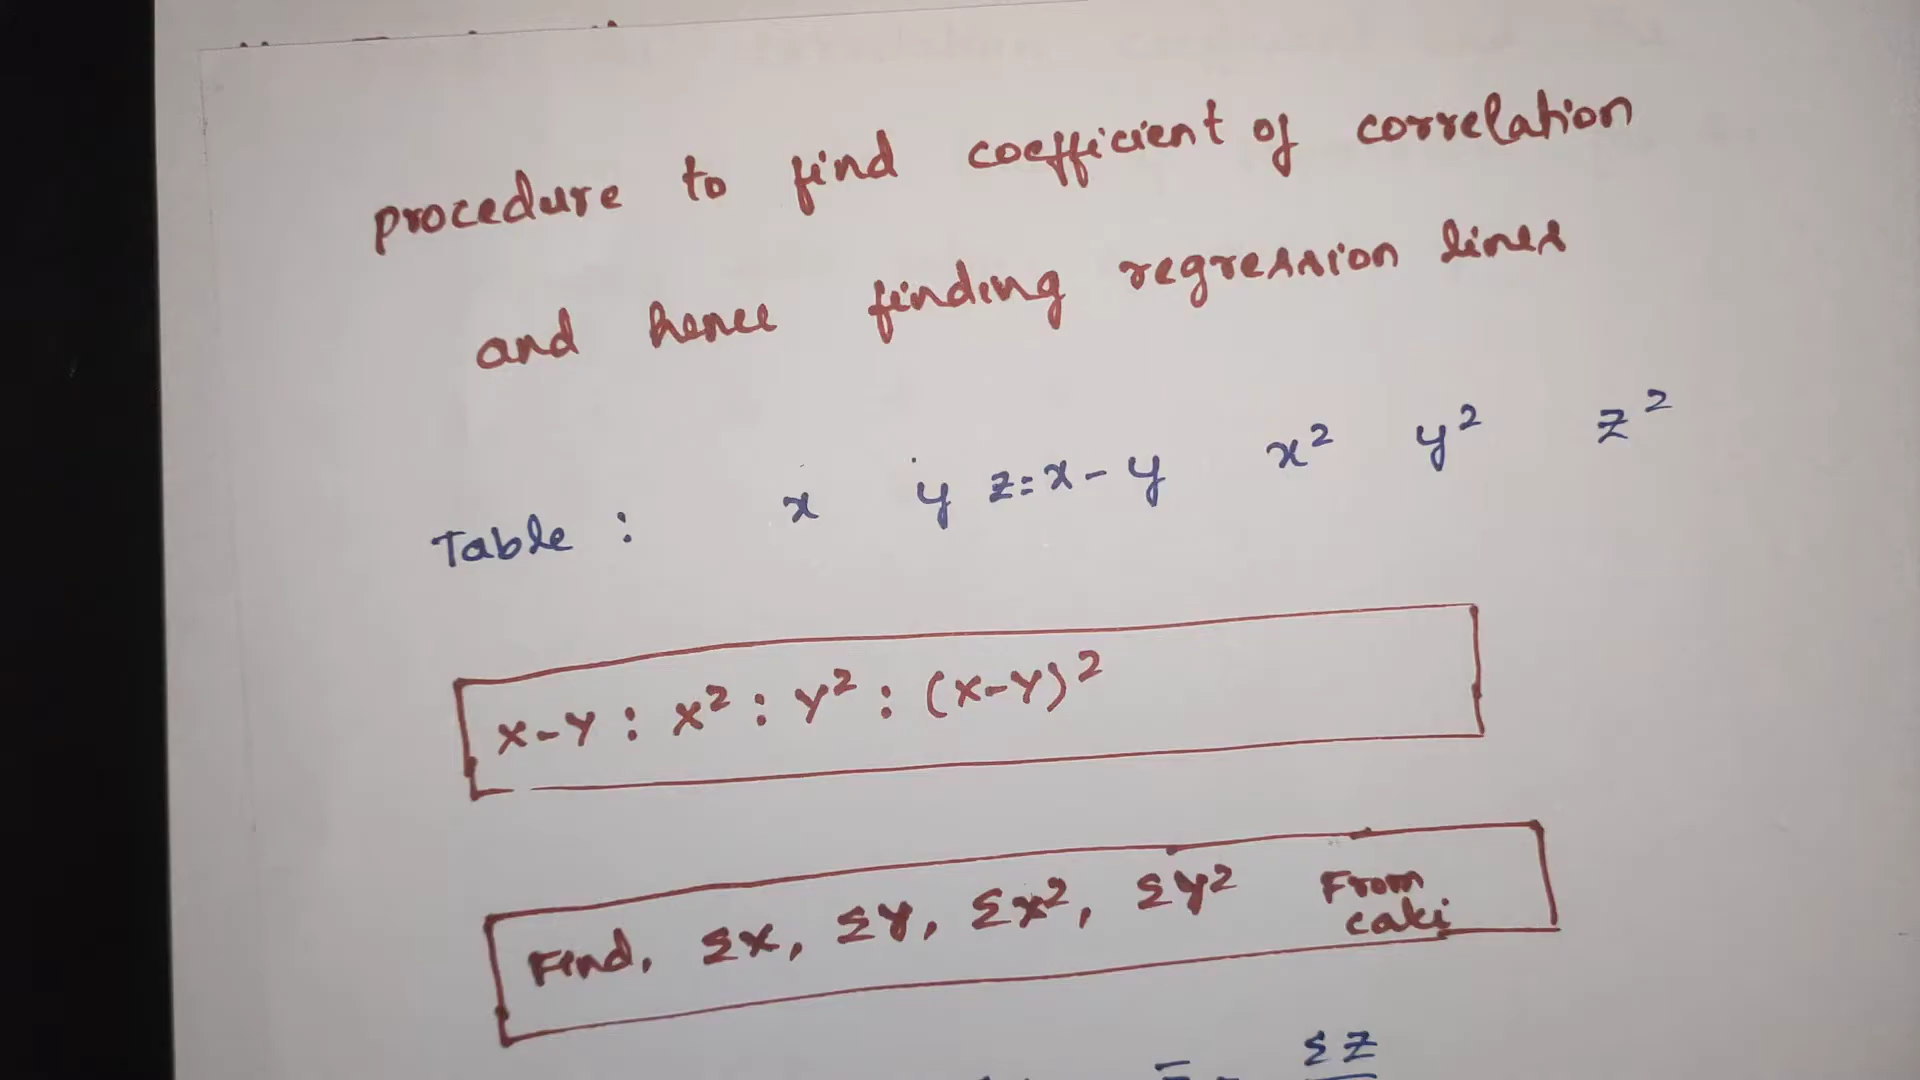 procedure to find coefficient of correlation
and hence finding regression lines
Table : x y z=x-y x² y² z²
x-y : x² : y² : (x-y)²
Find, Σx, Σy, Σx², Σy² From
calci
ΣZ